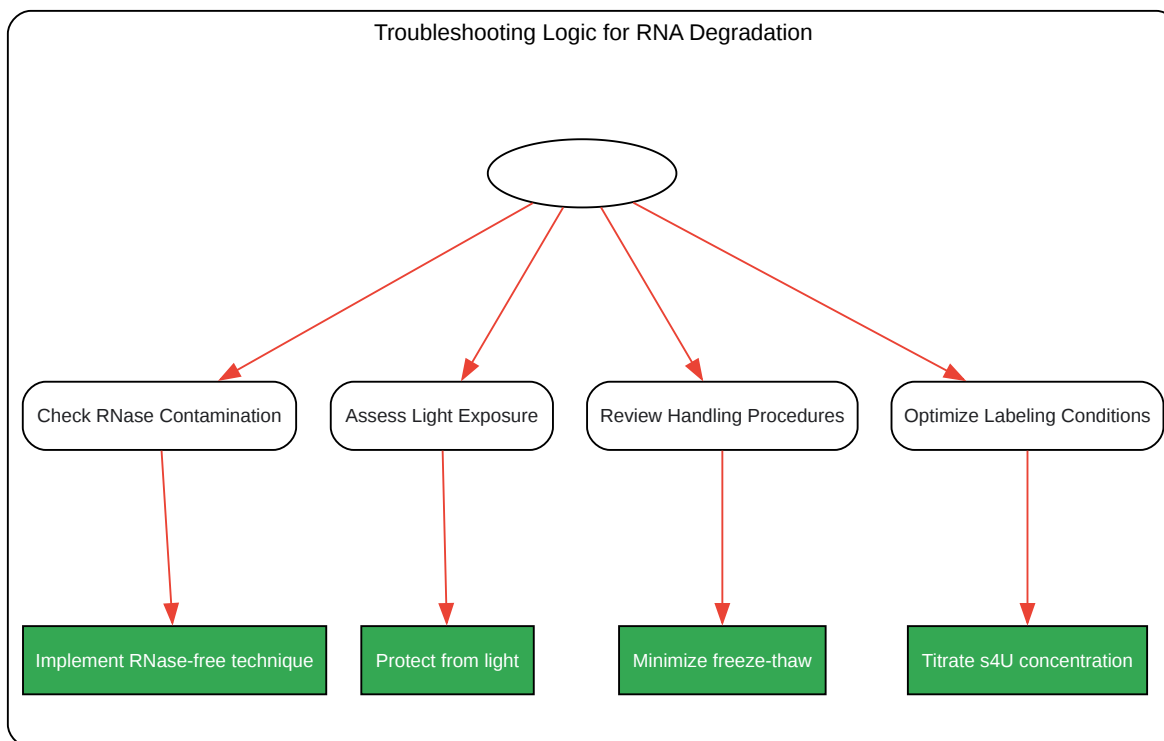 Troubleshooting Logic for RNA Degradation
Check RNase Contamination
Assess Light Exposure
Review Handling Procedures
Optimize Labeling Conditions
Implement RNase-free technique
Protect from light
Minimize freeze-thaw
Titrate s4U concentration